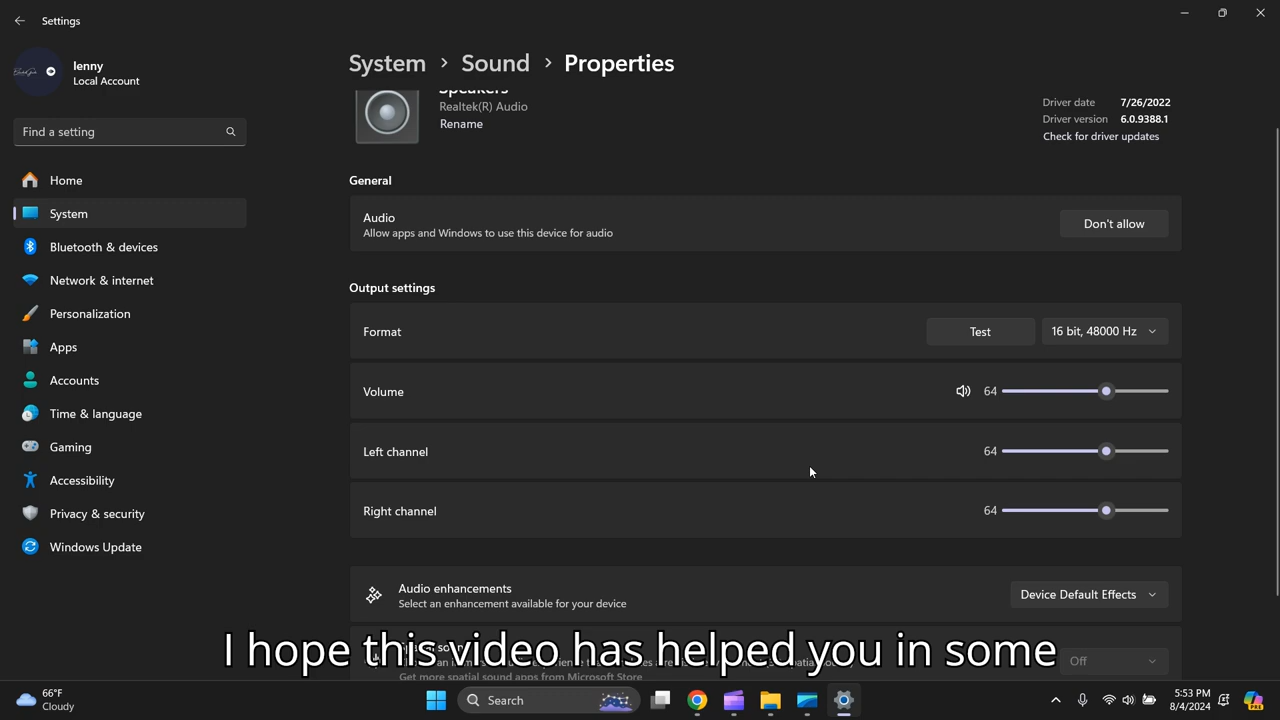 Settings
lenny
Local Account
Find a setting
Home
System
Bluetooth & devices
Network & internet
Personalization
Apps
Accounts
Time & language
Gaming
Accessibility
Privacy & security
Windows Update
System > Sound > Properties
Speakers
Realtek(R) Audio
Rename
Driver date 7/26/2022
Driver version 6.0.9388.1
Check for driver updates
General
Audio
Allow apps and Windows to use this device for audio
Don't allow
Output settings
Format Test 16 bit, 48000 Hz
Volume 64
Left channel 64
Right channel 64
Audio enhancements
Select an enhancement available for your device
Device Default Effects
Off
Get more spatial sound apps from Microsoft Store
I hope this video has helped you in some
66°F
Cloudy
Search
5:53 PM
8/4/2024